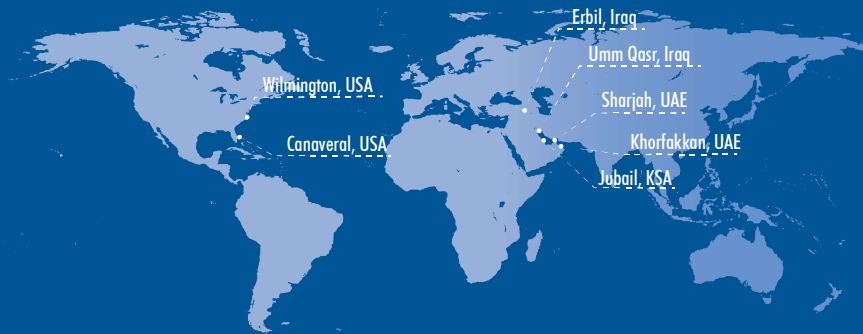 Erbil, Iraq
Umm Qasr, Iraq
Wilmington, USA
Sharjah, UAE
Canaveral, USA
Khorfakkan, UAE
Jubail, KSA